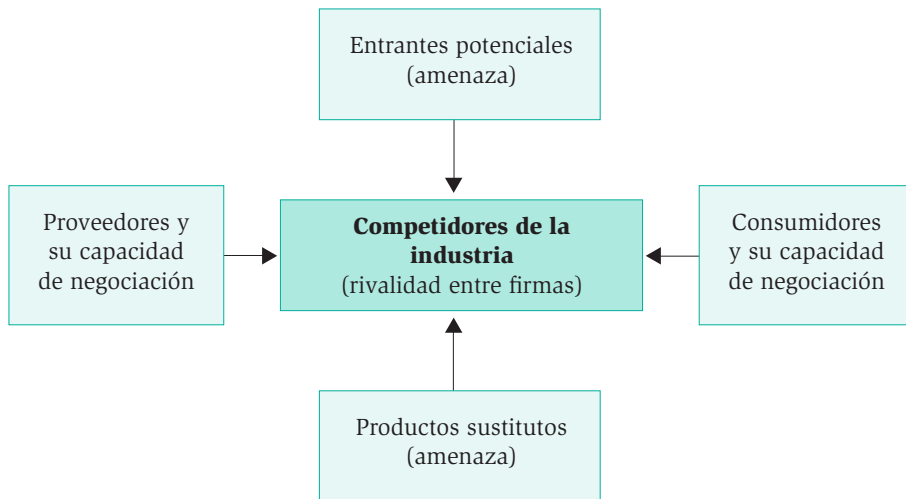 Entrantes potenciales
(amenaza)
Proveedores y
su capacidad
de negociación
Competidores de la
industria
(rivalidad entre firmas)
Consumidores
y su capacidad
de negociación
Productos sustitutos
(amenaza)